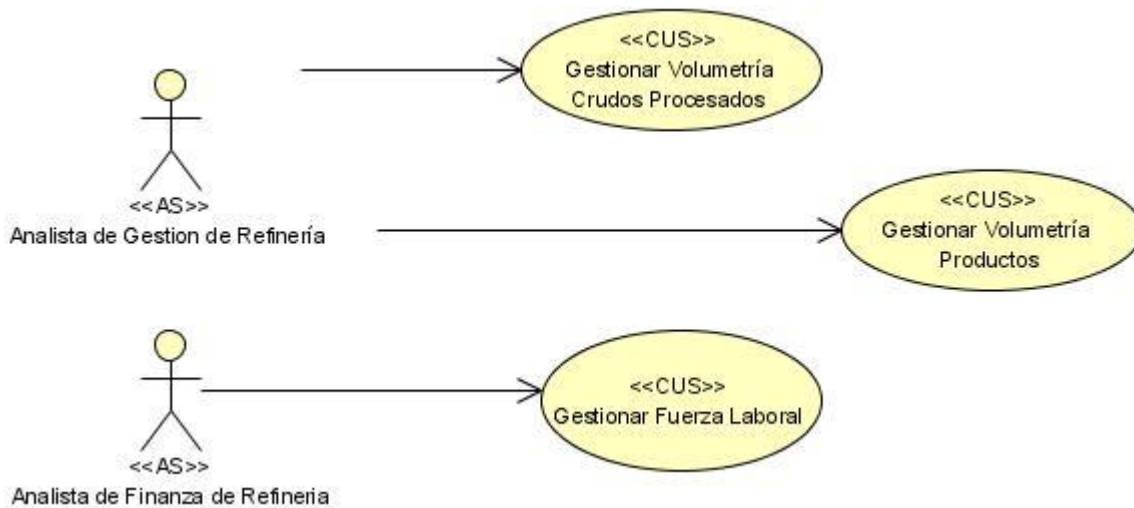 <<CUS>>
Gestionar Volumetría
Crudos Procesados
<<AS>>
Analista de Gestion de Refinería
<<CUS>>
Gestionar Volumetría
Productos
<<CUS>>
Gestionar Fuerza Laboral
<<AS>>
Analista de Finanza de Refineria